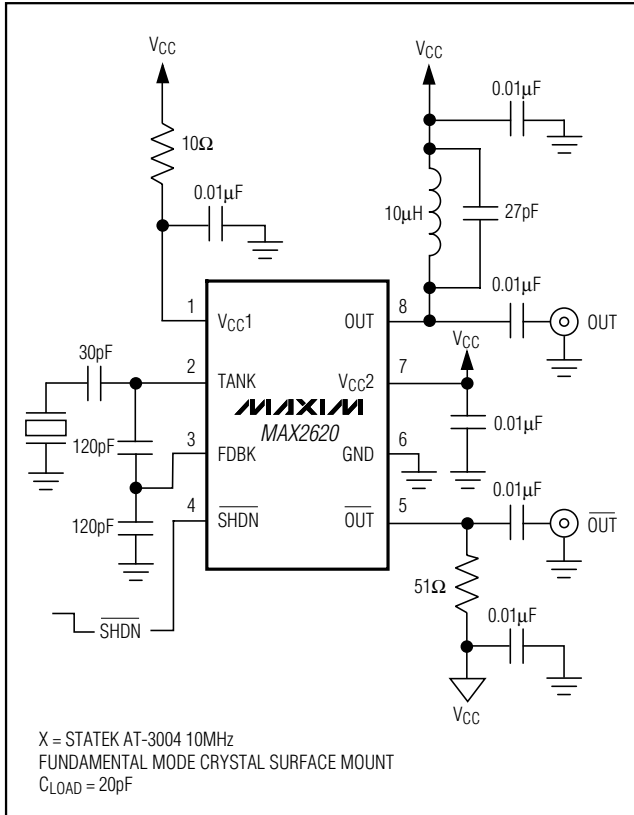 VCC
10Ω
0.01µF
VCC
0.01µF
10µH
27pF
0.01µF
OUT
1
VCC1
OUT
8
VCC
30pF
2
TANK
VCC2
7
MAXIM
MAX2620
0.01µF
120pF
3
FDBK
GND
6
120pF
4
SHDN
OUT
5
0.01µF
OUT
51Ω
0.01µF
SHDN
VCC
X = STATEK AT-3004 10MHz
FUNDAMENTAL MODE CRYSTAL SURFACE MOUNT
CLOAD = 20pF